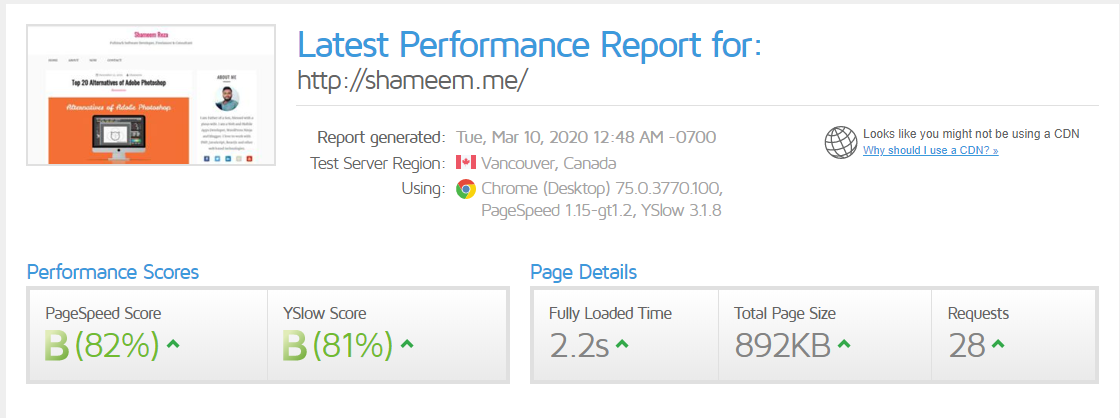 Shameem Reza
Latest Performance Report for:
http://shameem.me/
HOME ABOUT CONTACT
Top 20 Alternatives of Adobe Photoshop
ABOUT ME
Alternatives of Adobe Photoshop
Report generated: Tue, Mar 10, 2020 12:48 AM -0700
Test Server Region: Vancouver, Canada
Using: Chrome (Desktop) 75.0.3770.100,
PageSpeed 1.15-gt1.2, YSlow 3.1.8
Looks like you might not be using a CDN
Why should I use a CDN? »
Performance Scores
PageSpeed Score
B (82%)
YSlow Score
B (81%)
Page Details
Fully Loaded Time
2.2s
Total Page Size
892KB
Requests
28